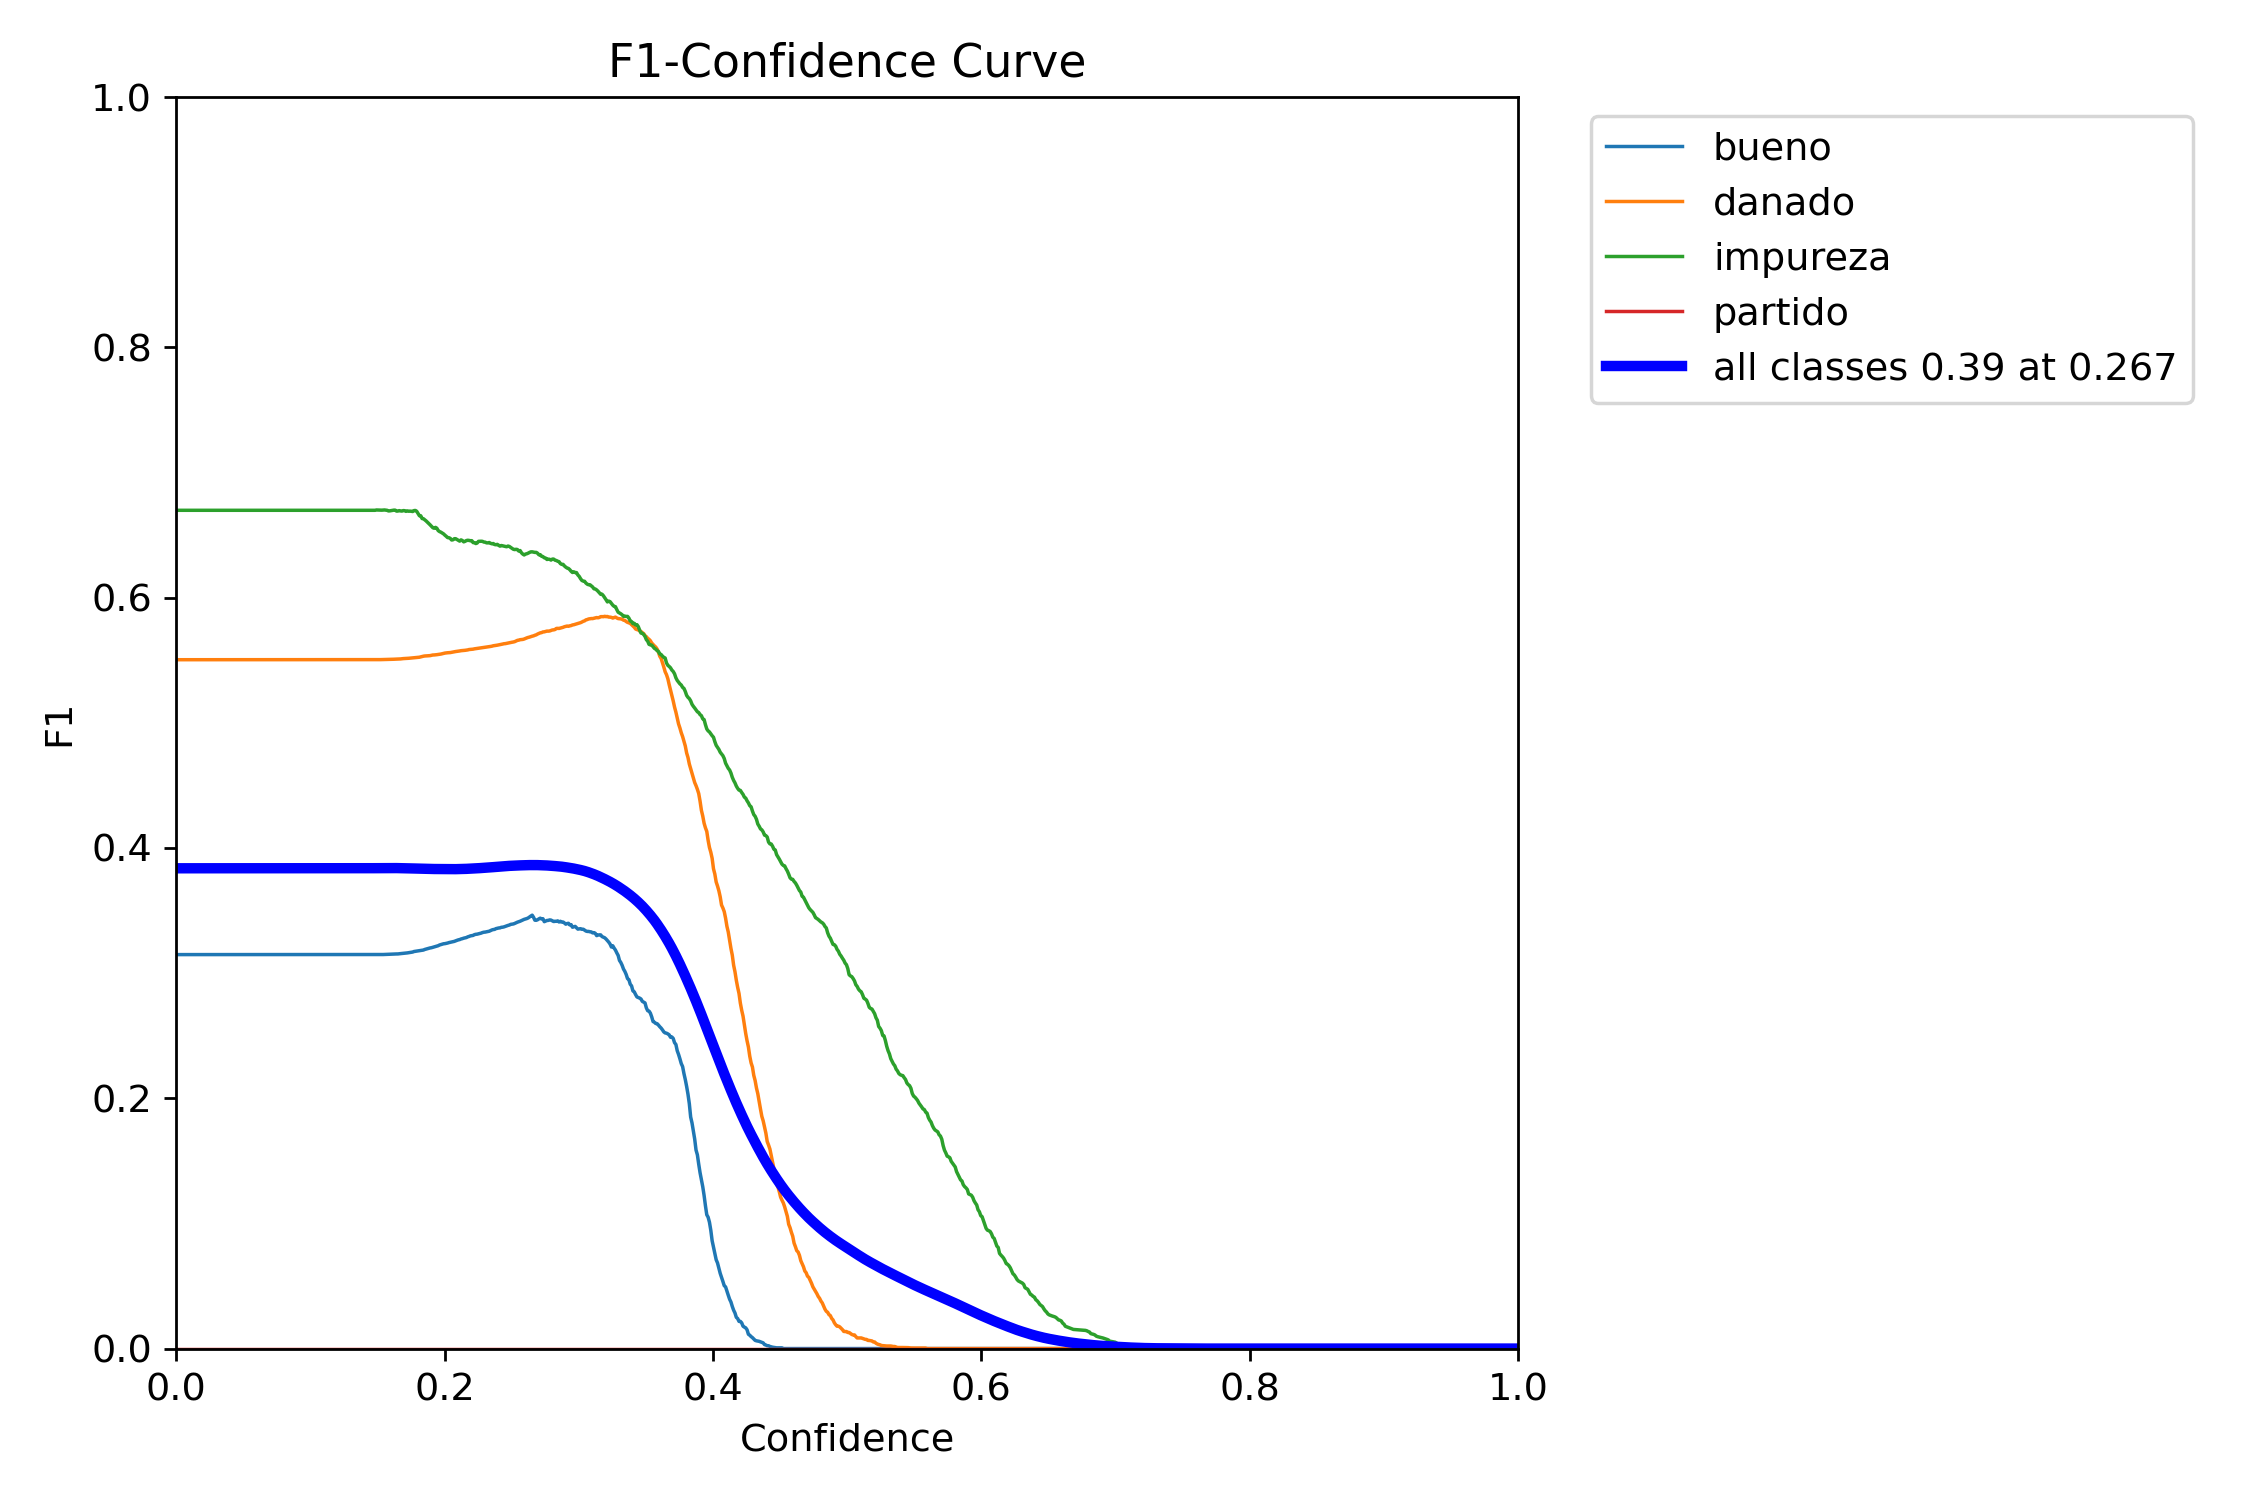 F1-Confidence Curve
1.0
0.8
0.6
0.4
0.2
0.0
F1
0.0 0.2 0.4 0.6 0.8 1.0
Confidence
bueno
danado
impureza
partido
all classes 0.39 at 0.267